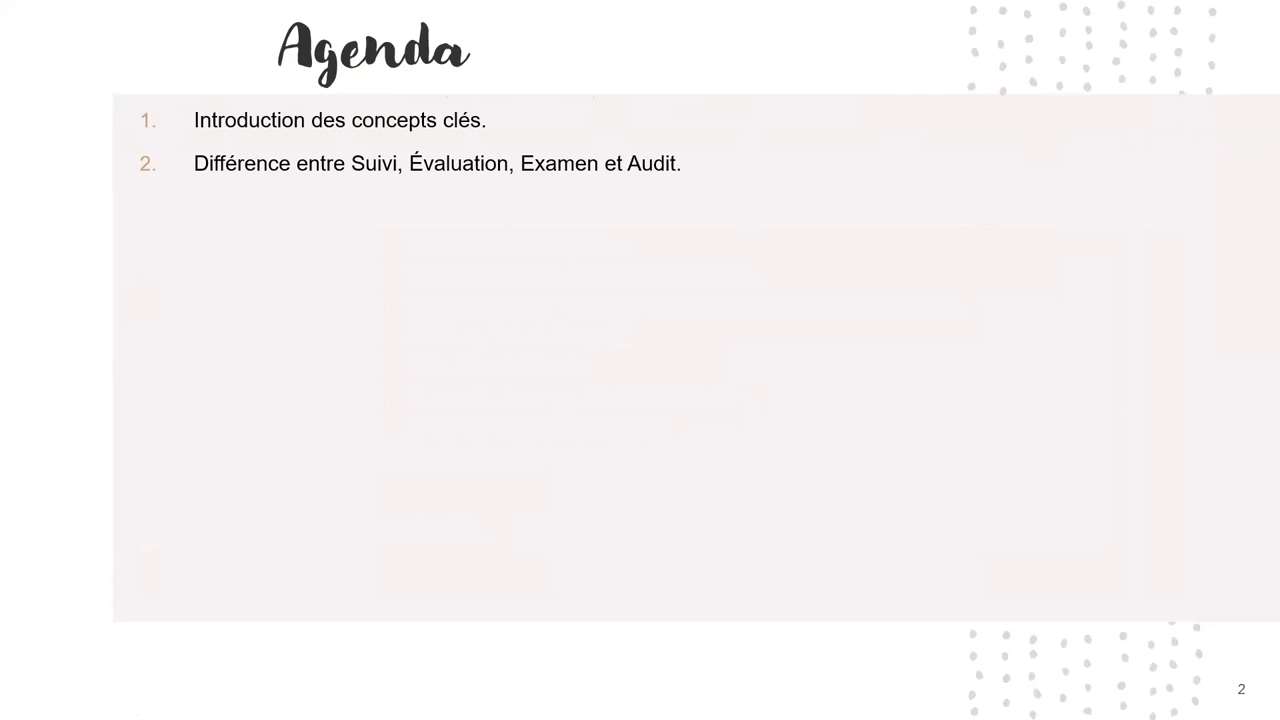 Agenda
1. Introduction des concepts clés.
2. Différence entre Suivi, Évaluation, Examen et Audit.
2